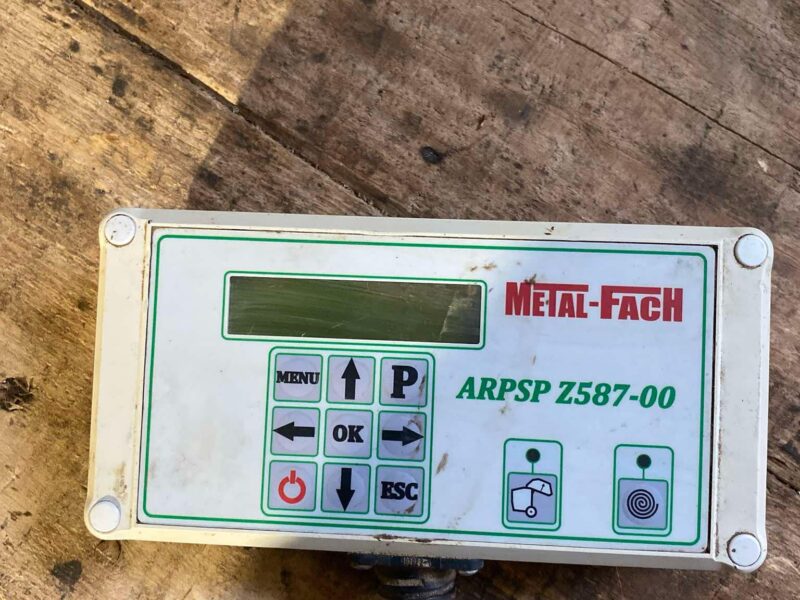 METAL-FACH
ARPSP Z587-00
MENU
P
OK
ESC